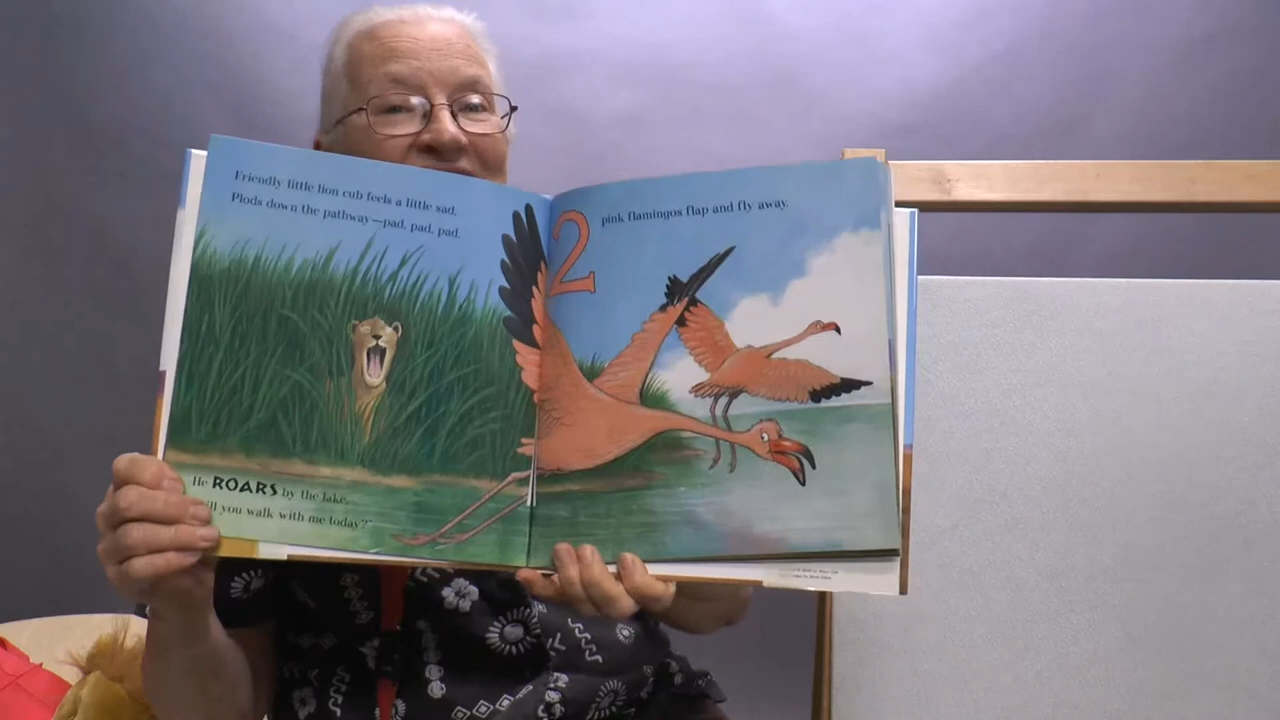 Friendly little lion cub feels a little sad.
Plods down the pathway—pad, pad, pad.
He ROARS by the lake,
you walk with me today?"
2 pink flamingos flap and fly away.